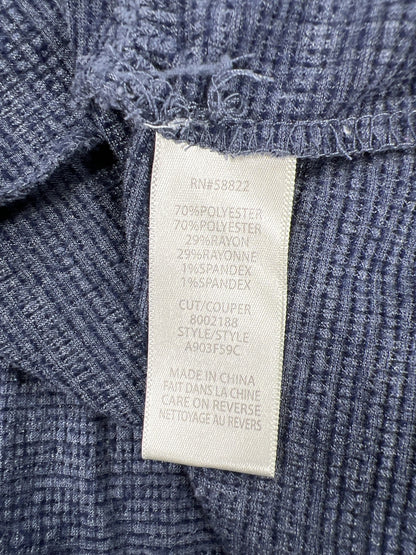 RN#58822
70%POLYESTER
70%POLYESTER
29%RAYON
29%RAYONNE
1%SPANDEX
1%SPANDEX
CUT/COUPER
8002188
STYLE/STYLE
A903F59C
MADE IN CHINA
FAIT DANS LA CHINE
CARE ON REVERSE
NETTOYAGE AU REVERS